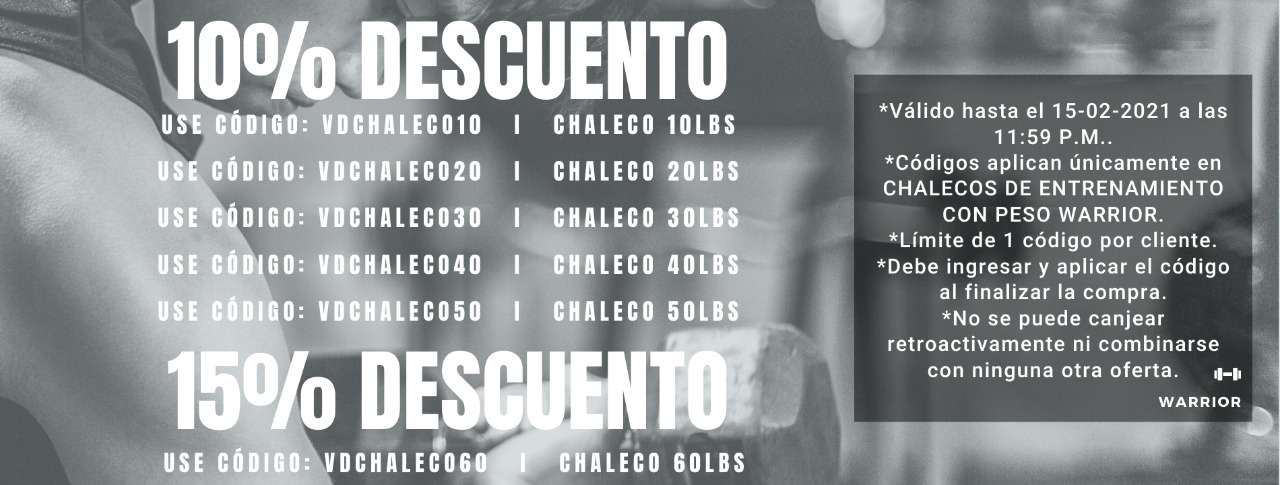 10% DESCUENTO
USE CÓDIGO: VDCHALECO10 | CHALECO 10LBS
USE CÓDIGO: VDCHALECO20 | CHALECO 20LBS
USE CÓDIGO: VDCHALECO30 | CHALECO 30LBS
USE CÓDIGO: VDCHALECO40 | CHALECO 40LBS
USE CÓDIGO: VDCHALECO50 | CHALECO 50LBS
15% DESCUENTO
USE CÓDIGO: VDCHALECO60 | CHALECO 60LBS
*Válido hasta el 15-02-2021 a las
11:59 P.M..
*Códigos aplican únicamente en
CHALECOS DE ENTRENAMIENTO
CON PESO WARRIOR.
*Límite de 1 código por cliente.
*Debe ingresar y aplicar el código
al finalizar la compra.
*No se puede canjear
retroactivamente ni combinarse
con ninguna otra oferta.
WARRIOR